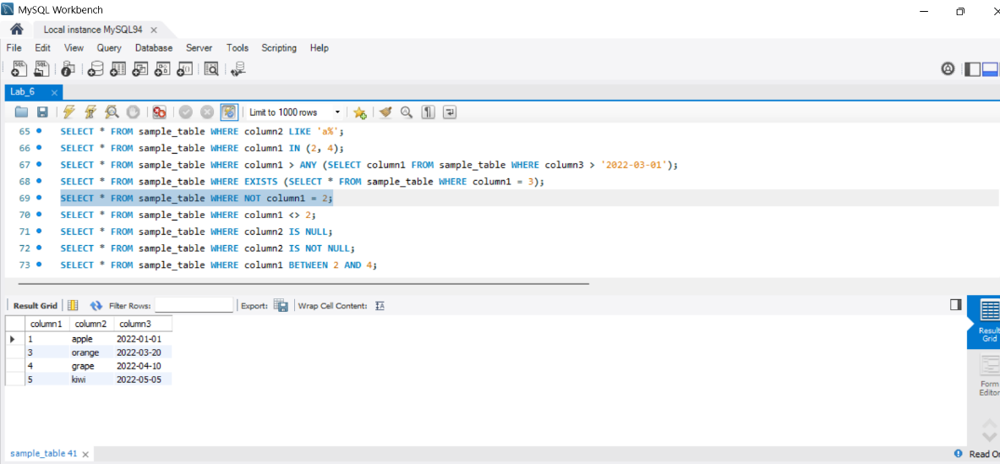 MySQL Workbench
Local instance MySQL94
File Edit View Query Database Server Tools Scripting Help
Lab_6
Limit to 1000 rows
65 SELECT * FROM sample_table WHERE column2 LIKE 'a%';
66 SELECT * FROM sample_table WHERE column1 IN (2, 4);
67 SELECT * FROM sample_table WHERE column1 > ANY (SELECT column1 FROM sample_table WHERE column3 > '2022-03-01');
68 SELECT * FROM sample_table WHERE EXISTS (SELECT * FROM sample_table WHERE column1 = 3);
69 SELECT * FROM sample_table WHERE NOT column1 = 2;
70 SELECT * FROM sample_table WHERE column1 <> 2;
71 SELECT * FROM sample_table WHERE column2 IS NULL;
72 SELECT * FROM sample_table WHERE column2 IS NOT NULL;
73 SELECT * FROM sample_table WHERE column1 BETWEEN 2 AND 4;
Result Grid Filter Rows: Export: Wrap Cell Content:
column1 column2 column3
1 apple 2022-01-01
3 orange 2022-03-20
4 grape 2022-04-10
5 kiwi 2022-05-05
Result
Grid
Form
Editor
sample_table 41
Read O